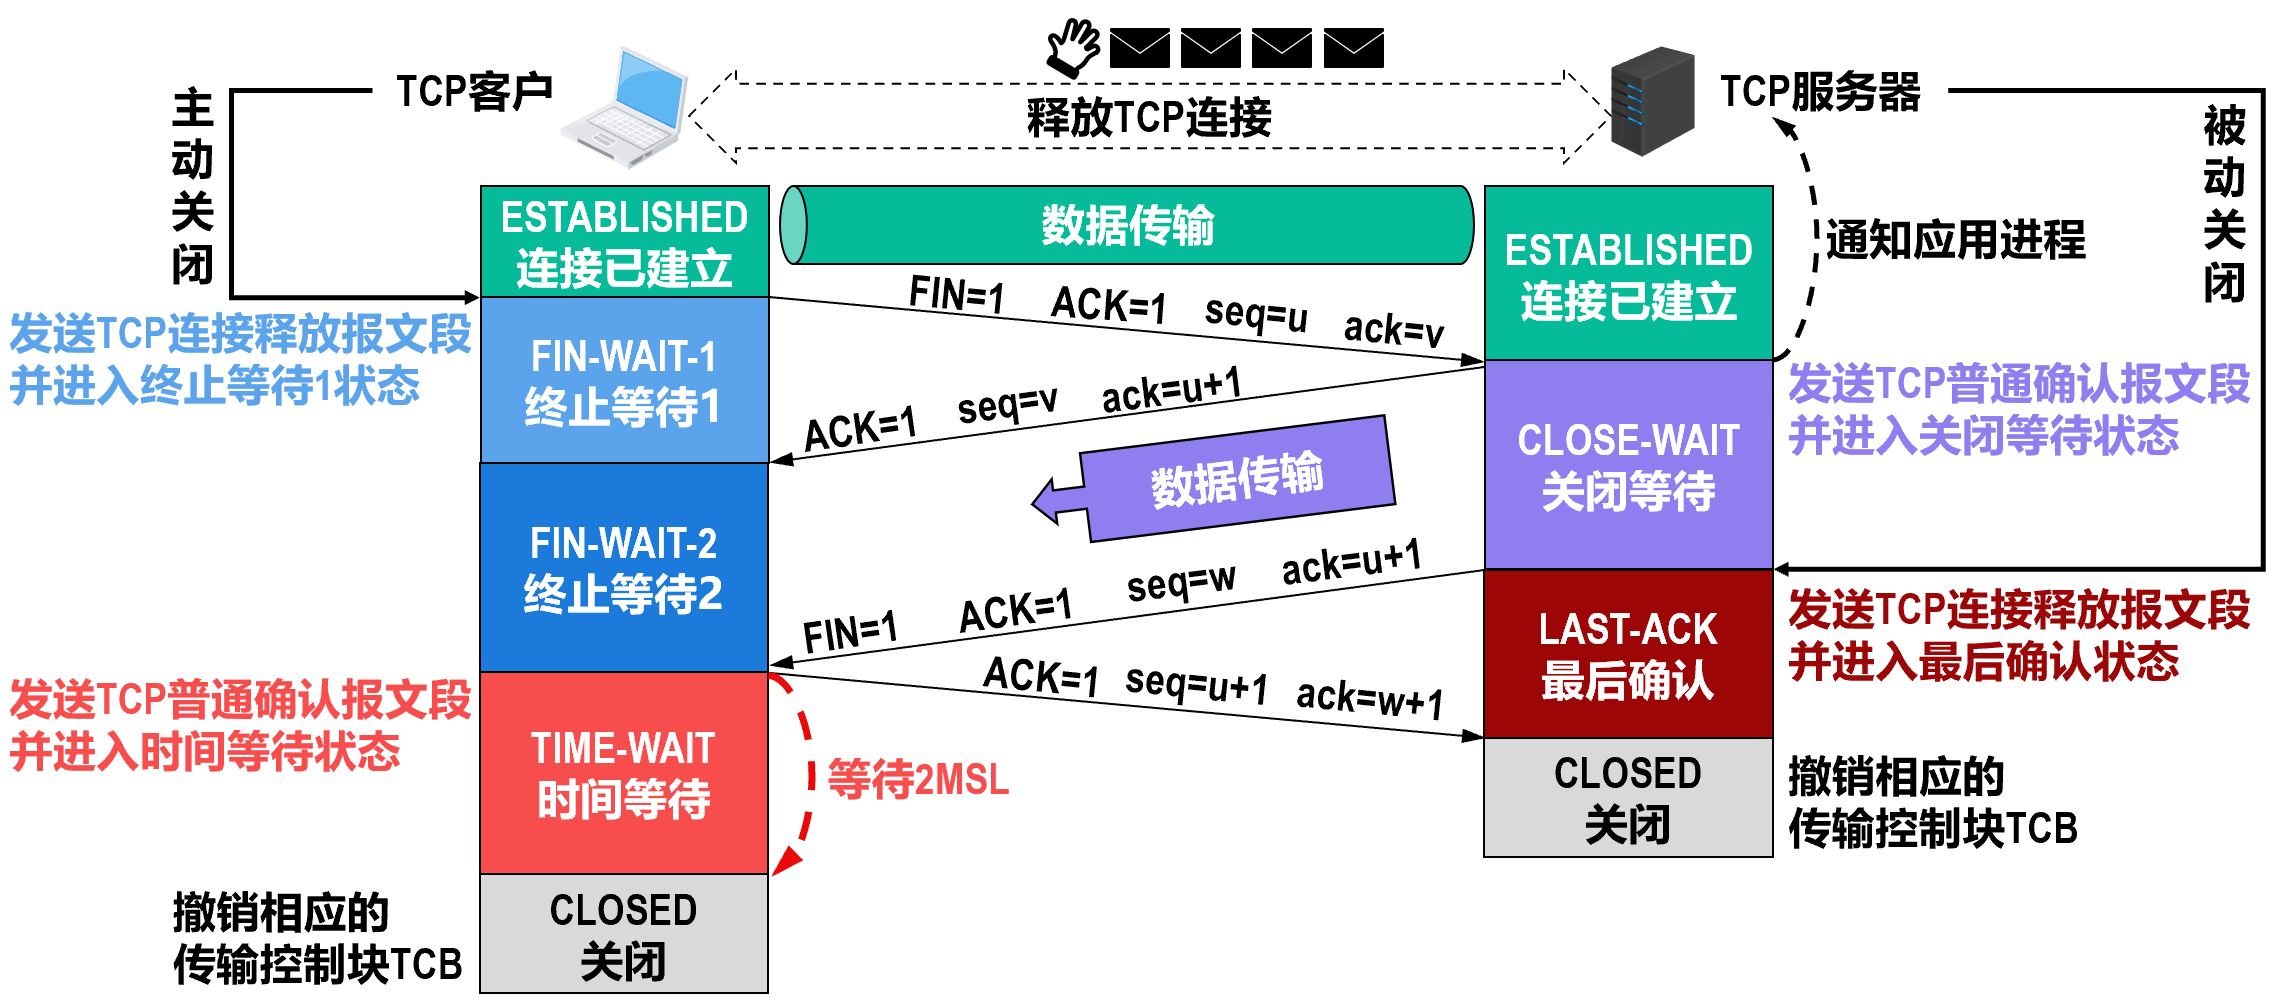 TCP客户
释放TCP连接
TCP服务器
主动关闭
被动关闭
ESTABLISHED
连接已建立
数据传输
ESTABLISHED
连接已建立
通知应用进程
FIN=1 ACK=1 seq=u ack=v
发送TCP连接释放报文段
并进入终止等待1状态
FIN-WAIT-1
终止等待1
ACK=1 seq=v ack=u+1
CLOSE-WAIT
关闭等待
发送TCP普通确认报文段
并进入关闭等待状态
数据传输
FIN-WAIT-2
终止等待2
FIN=1 ACK=1 seq=w ack=u+1
LAST-ACK
最后确认
发送TCP连接释放报文段
并进入最后确认状态
ACK=1 seq=u+1 ack=w+1
发送TCP普通确认报文段
并进入时间等待状态
TIME-WAIT
时间等待
等待2MSL
CLOSED
关闭
撤销相应的
传输控制块TCB
撤销相应的
传输控制块TCB
CLOSED
关闭